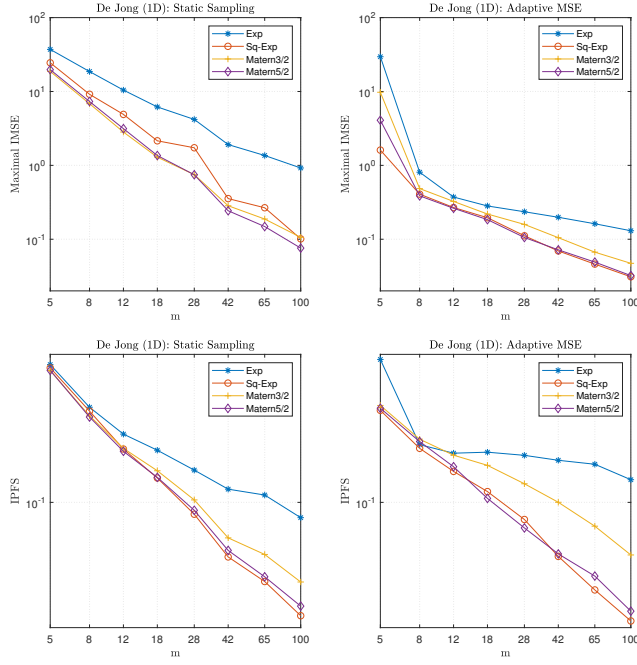 De Jong (1D): Static Sampling
10^2
10^1
10^0
10^-1
Maximal IMSE
Exp
Sq-Exp
Matern3/2
Matern5/2
5 8 12 18 28 42 65 100
m
De Jong (1D): Adaptive MSE
10^2
10^1
10^0
10^-1
Maximal IMSE
Exp
Sq-Exp
Matern3/2
Matern5/2
5 8 12 18 28 42 65 100
m
De Jong (1D): Static Sampling
10^-1
IPFS
Exp
Sq-Exp
Matern3/2
Matern5/2
5 8 12 18 28 42 65 100
m
De Jong (1D): Adaptive MSE
10^-1
IPFS
Exp
Sq-Exp
Matern3/2
Matern5/2
5 8 12 18 28 42 65 100
m